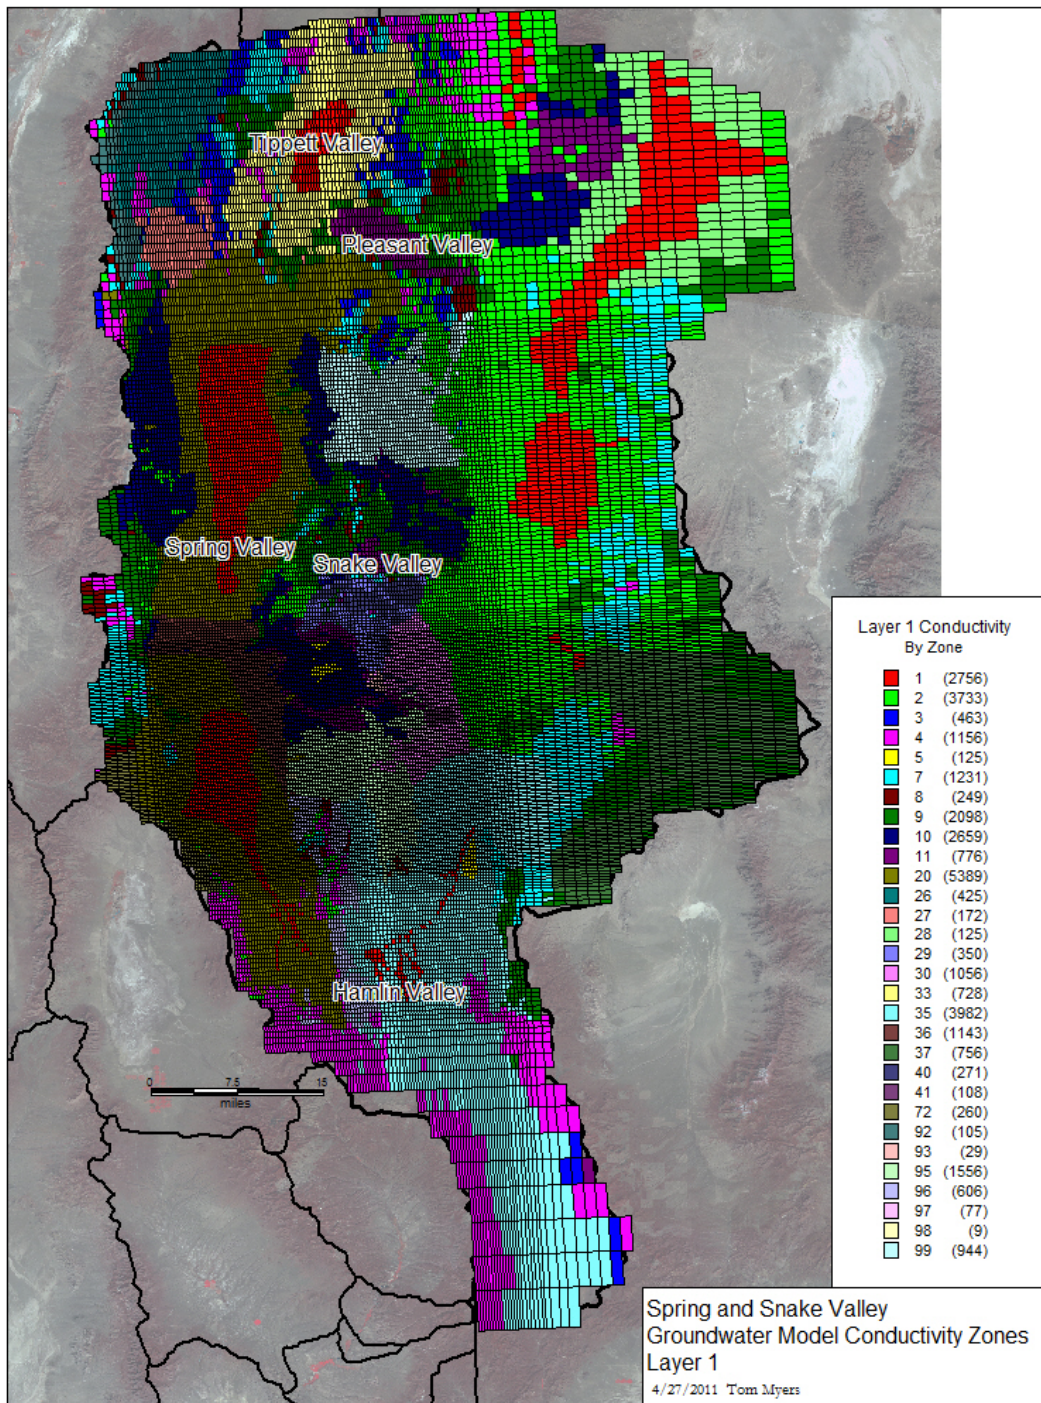 Tippett Valley
Pleasant Valley
Spring Valley
Snake Valley
Hamlin Valley
0 7.5 15
miles
Layer 1 Conductivity
By Zone
1 (2756)
2 (3733)
3 (463)
4 (1156)
5 (125)
7 (1231)
8 (249)
9 (2098)
10 (2659)
11 (776)
20 (5389)
26 (425)
27 (172)
28 (125)
29 (350)
30 (1056)
33 (728)
35 (3982)
36 (1143)
37 (756)
40 (271)
41 (108)
72 (260)
92 (105)
93 (29)
95 (1556)
96 (606)
97 (77)
98 (9)
99 (944)
Spring and Snake Valley
Groundwater Model Conductivity Zones
Layer 1
4/27/2011 Tom Myers